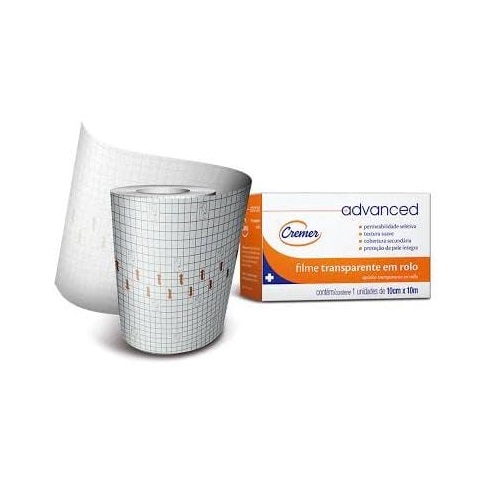 advanced
Cremer
permeabilidade seletiva
textura suave
cobertura secundária
proteção da pele íntegra
filme transparente em rolo
contém/contiene 1 unidades de 10cm x 10m